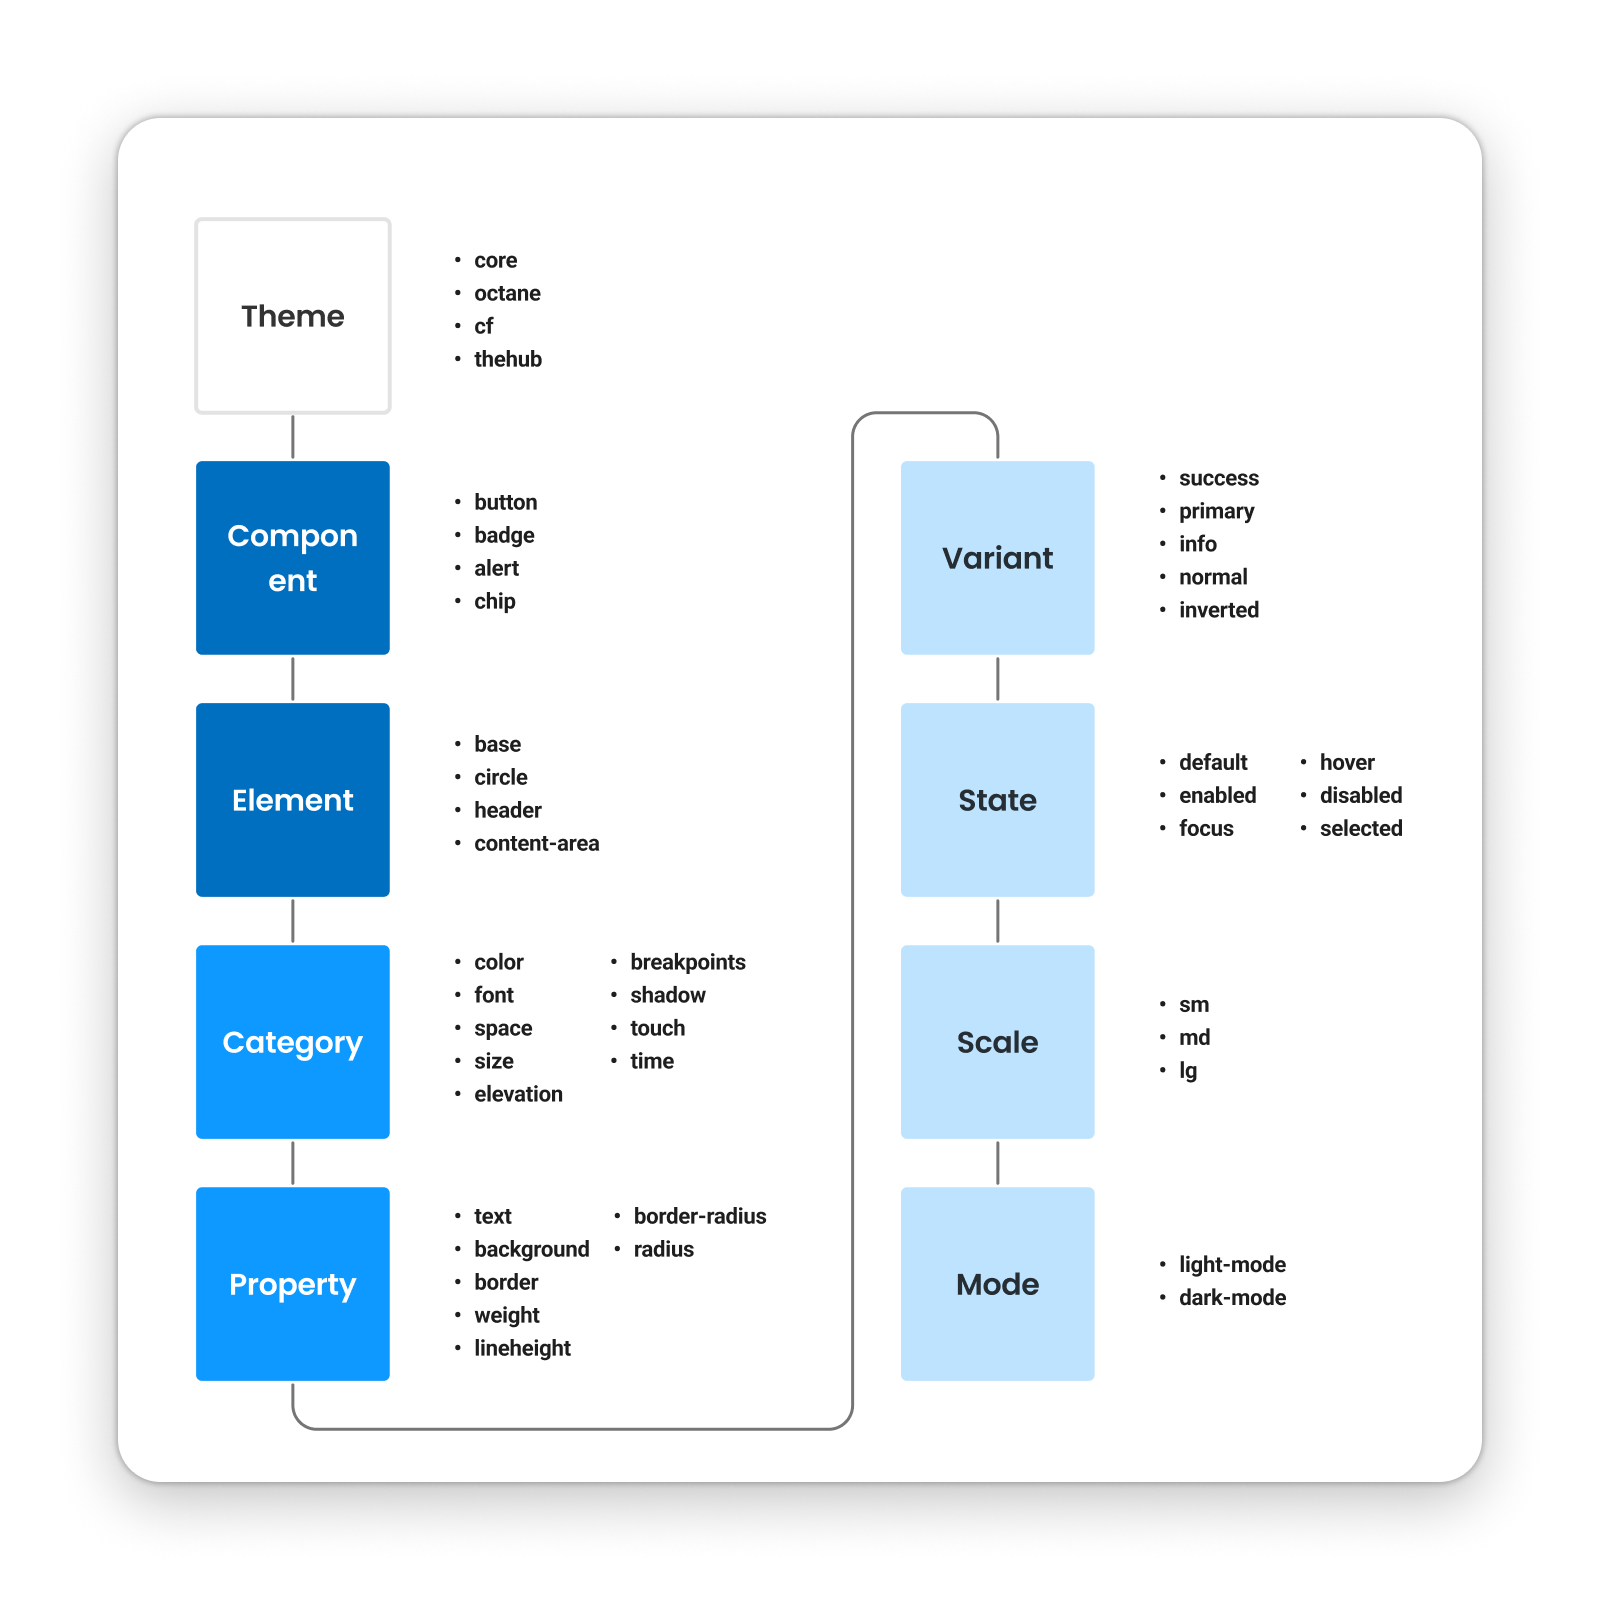 Theme
• core
• octane
• cf
• thehub
Compon
ent
• button
• badge
• alert
• chip
Element
• base
• circle
• header
• content-area
Category
• color
• font
• space
• size
• elevation
• breakpoints
• shadow
• touch
• time
Property
• text
• background
• border
• weight
• lineheight
• border-radius
• radius
Variant
• success
• primary
• info
• normal
• inverted
State
• default
• enabled
• focus
• hover
• disabled
• selected
Scale
• sm
• md
• lg
Mode
• light-mode
• dark-mode